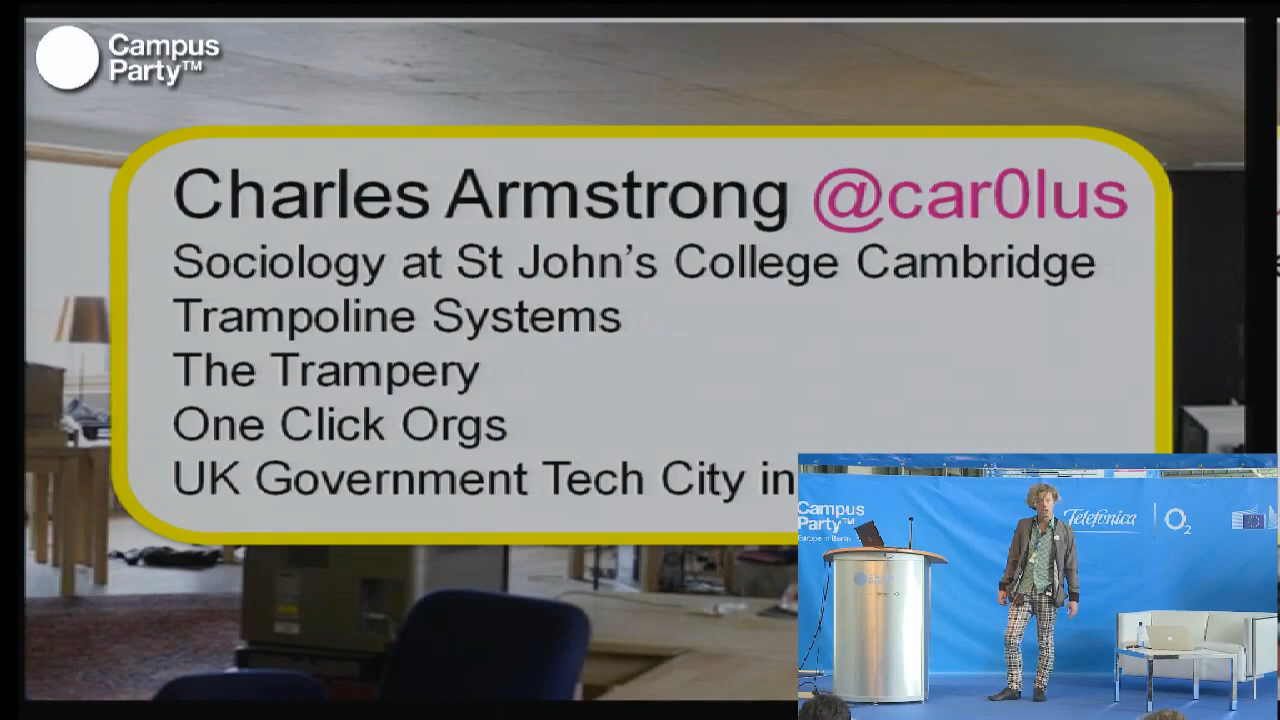 Campus
Party™
Charles Armstrong @car0lus
Sociology at St John's College Cambridge
Trampoline Systems
The Trampery
One Click Orgs
UK Government Tech City in
Campus
Party™
Europe in Berlin
Telefónica
O2